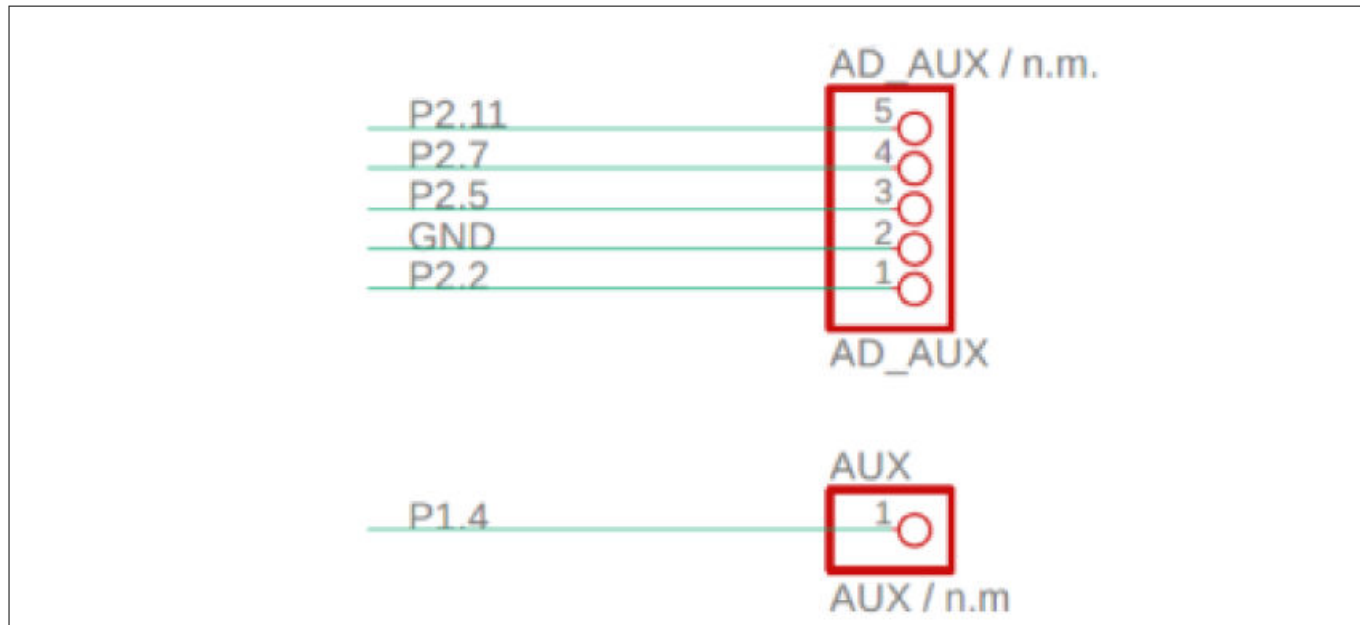 AD_AUX / n.m.
P2.11 5
P2.7 4
P2.5 3
GND 2
P2.2 1
AD_AUX
AUX
P1.4 1
AUX / n.m